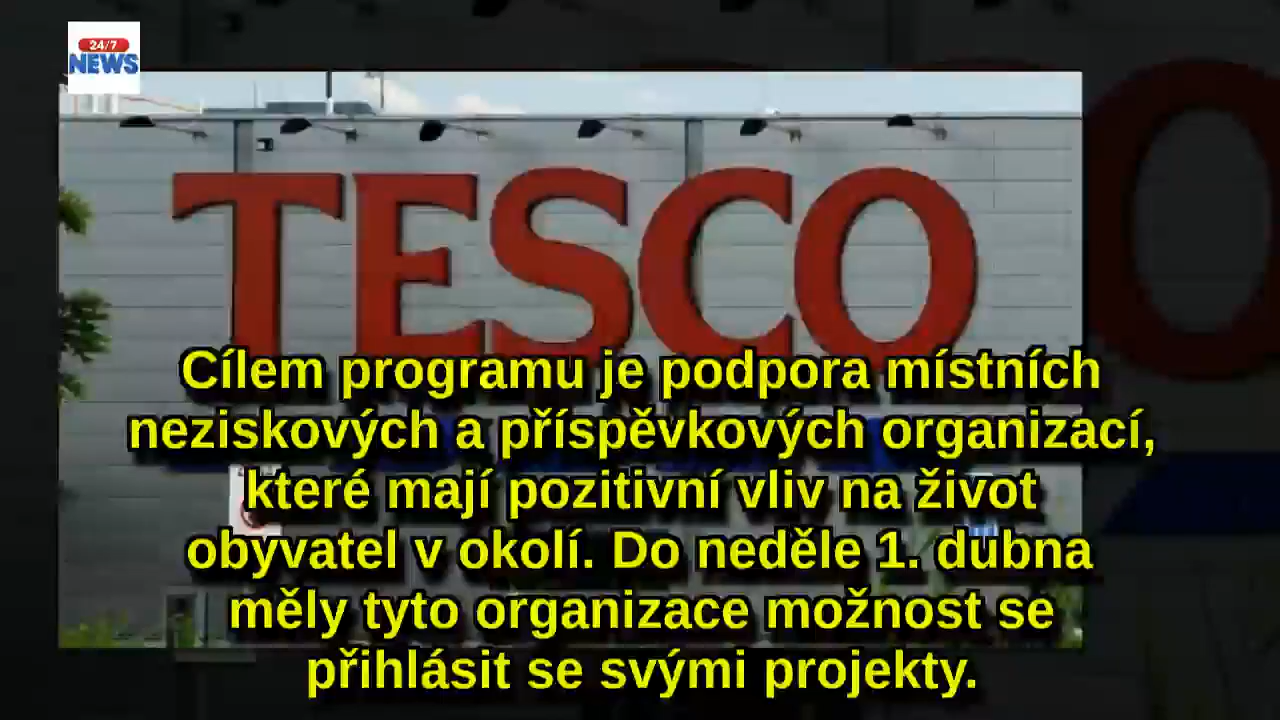 24/7
NEWS
TESCO
Cílem programu je podpora místních
neziskových a příspěvkových organizací,
které mají pozitivní vliv na život
obyvatel v okolí. Do neděle 1. dubna
měly tyto organizace možnost se
přihlásit se svými projekty.